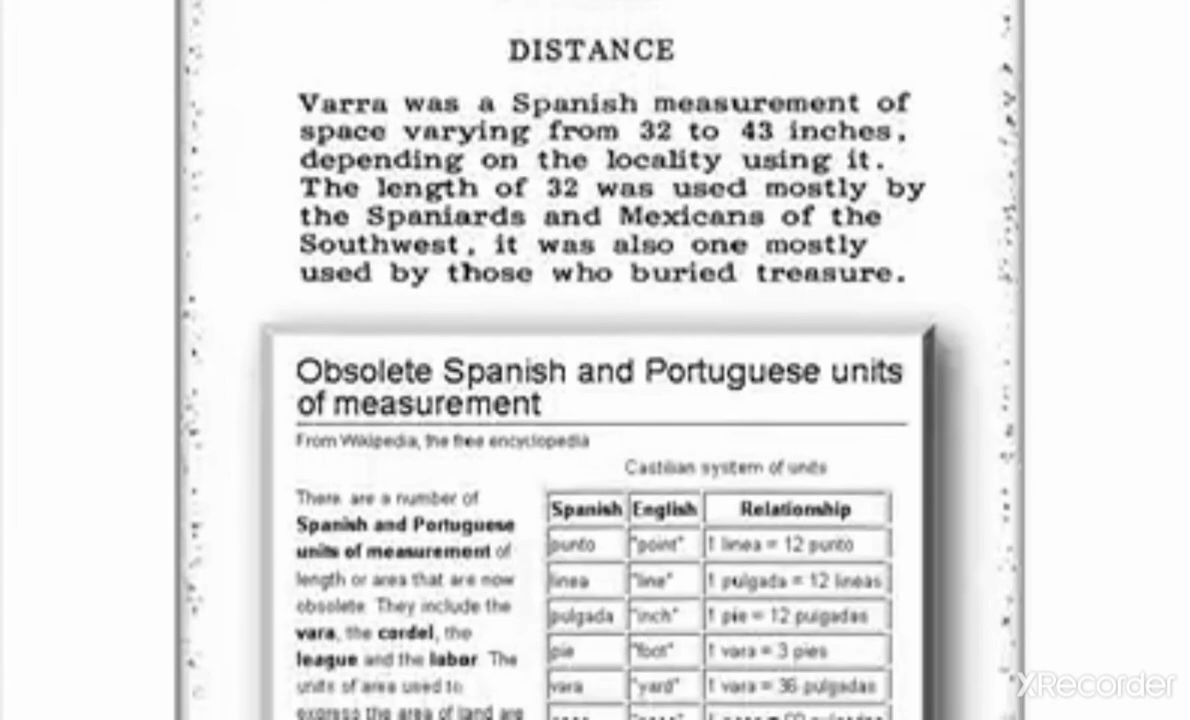 DISTANCE
Varra was a Spanish measurement of
space varying from 32 to 43 inches,
depending on the locality using it.
The length of 32 was used mostly by
the Spaniards and Mexicans of the
Southwest, it was also one mostly
used by those who buried treasure.
Obsolete Spanish and Portuguese units
of measurement
From Wikipedia, the free encyclopedia
There are a number of
Spanish and Portuguese
units of measurement of
length or area that are now
obsolete. They include the
vara, the cordel, the
league and the labor. The
units of area used to
express the area of land are
Castilian system of units
Spanish English Relationship
punto "point" 1 linea = 12 punto
linea "line" 1 pulgada = 12 lineas
pulgada "inch" 1 pie = 12 pulgadas
pie "foot" 1 vara = 3 pies
vara "yard" 1 vara = 36 pulgadas
XRecorder